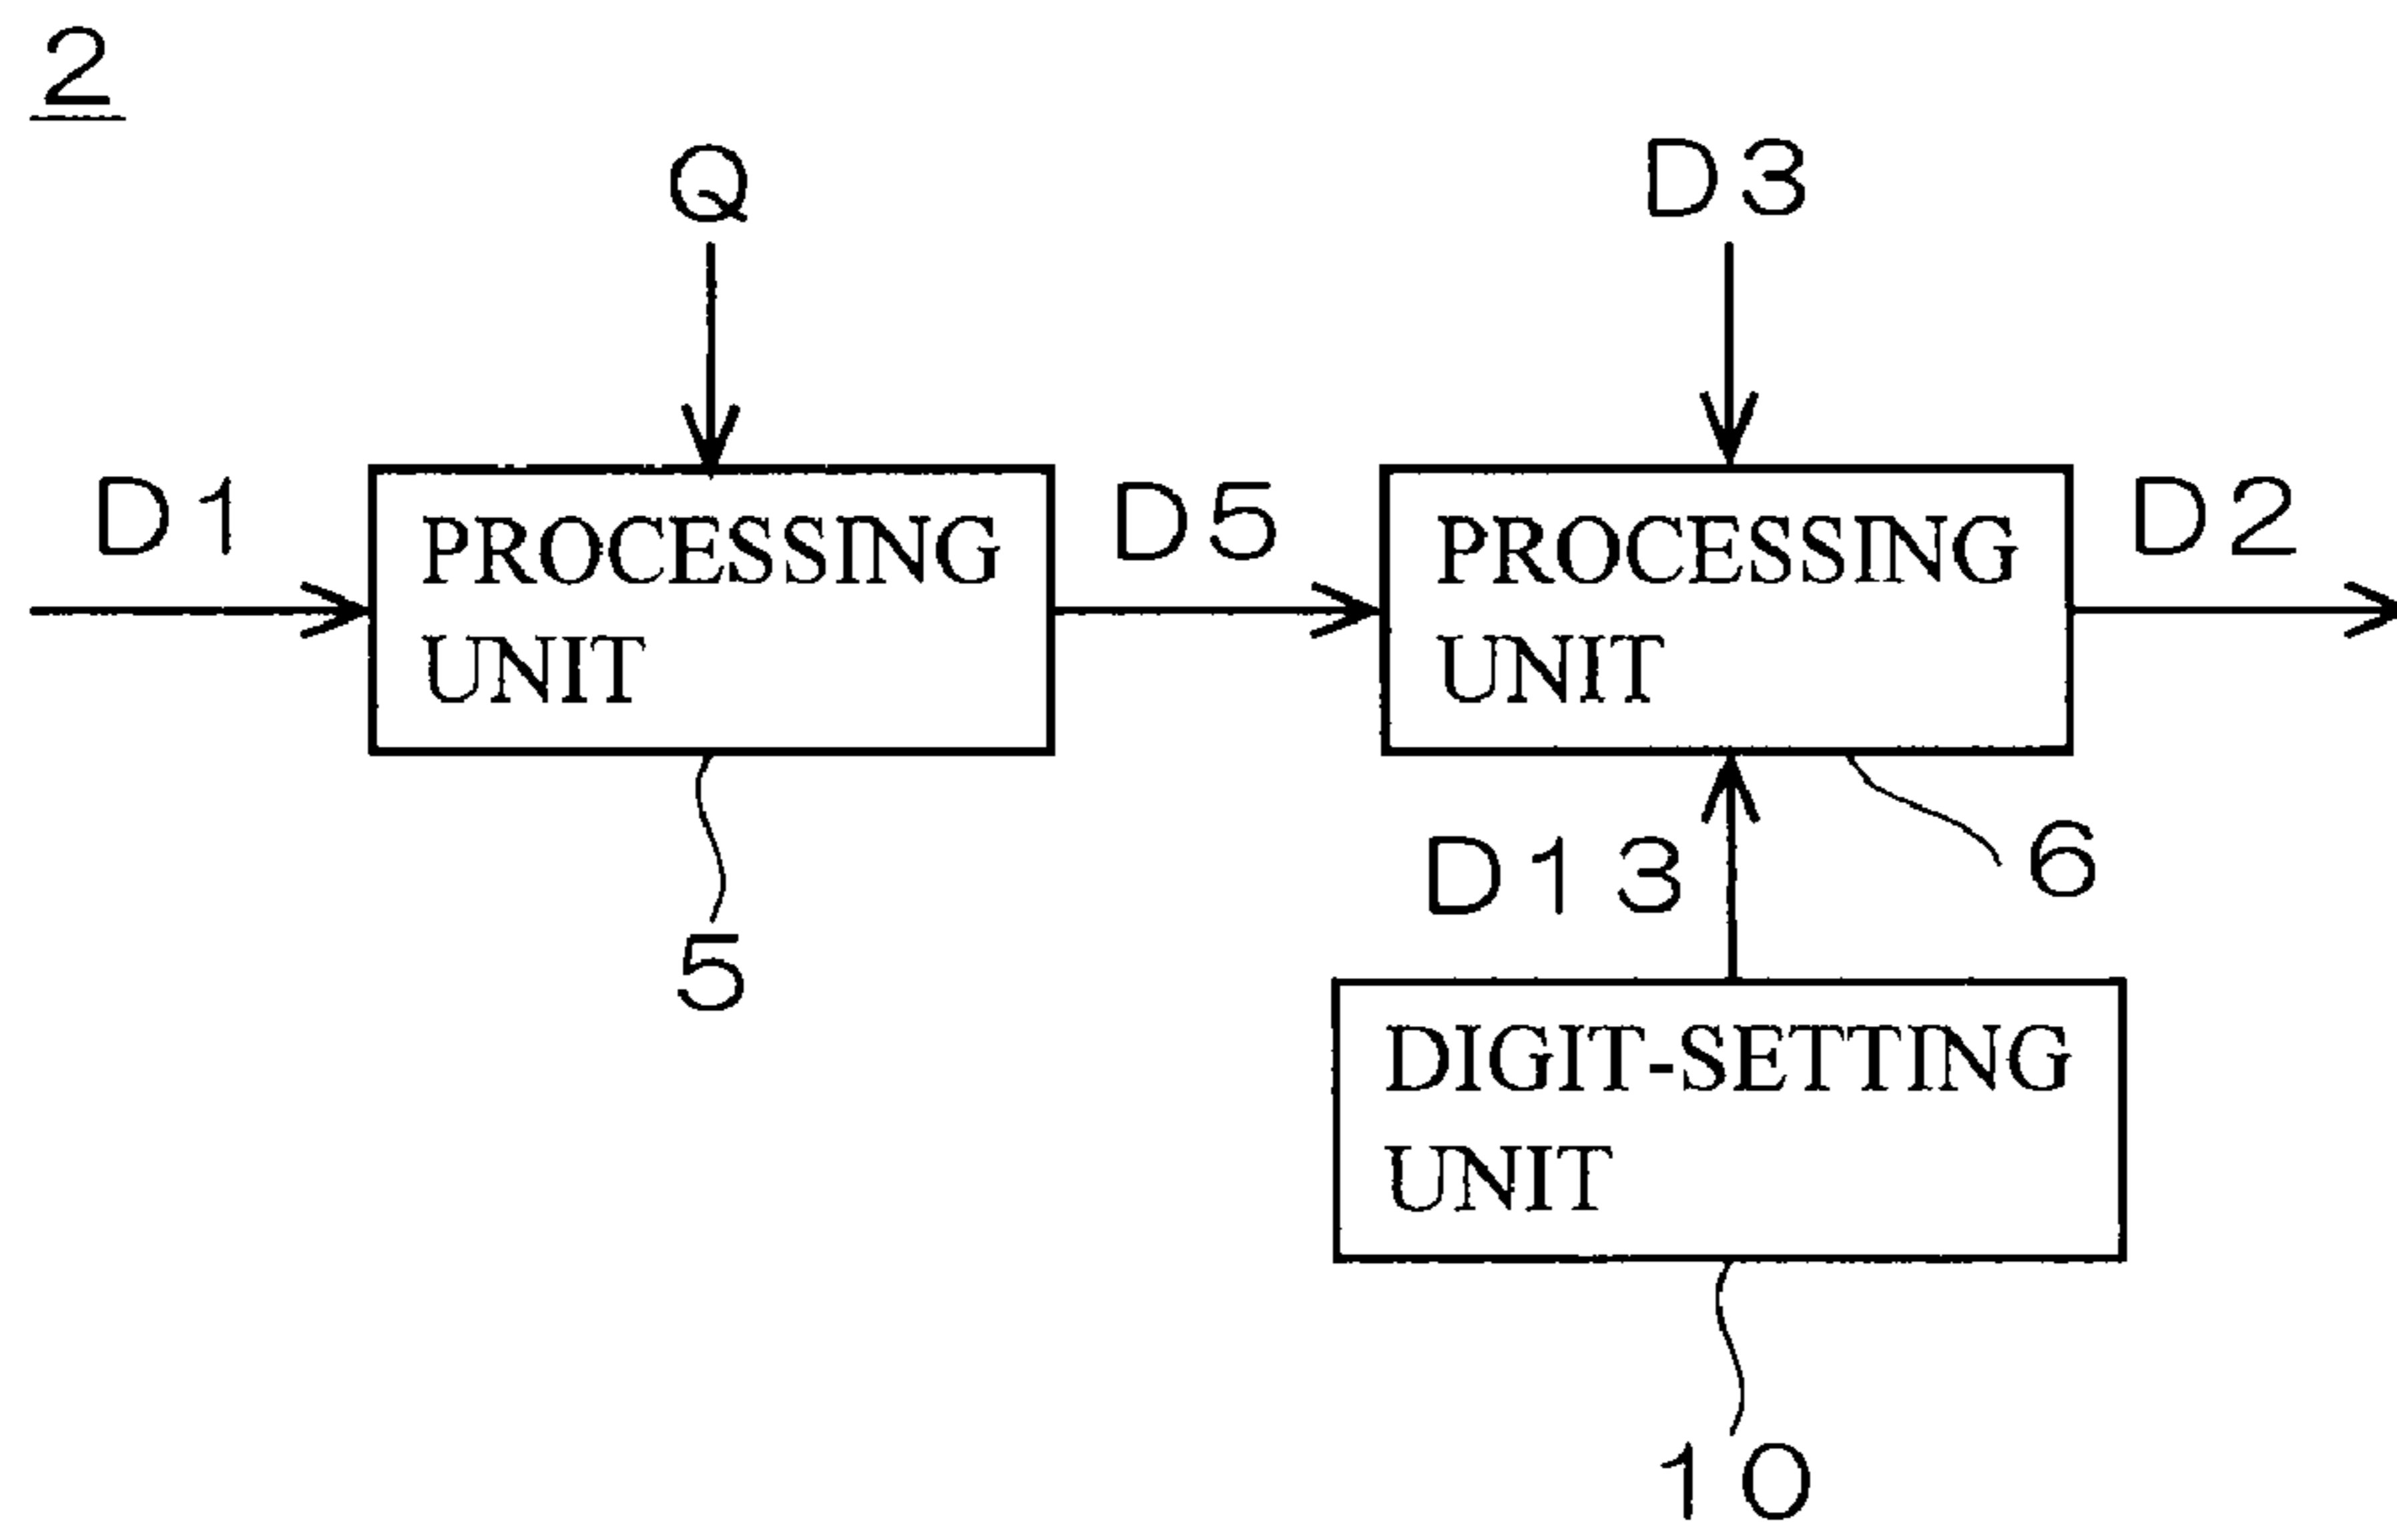 2
Q
D3
D1
PROCESSING
UNIT
D5
PROCESSING
UNIT
D2
5
D13
6
DIGIT-SETTING
UNIT
10